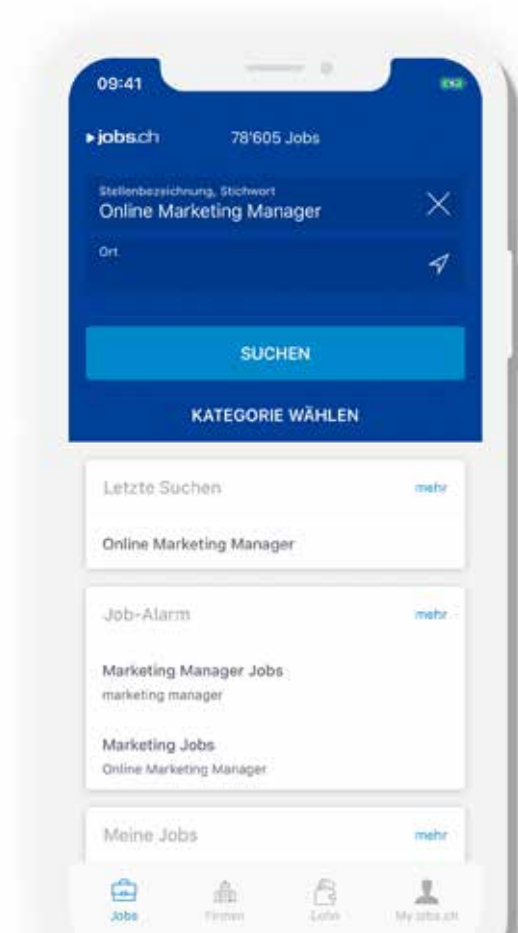 09:41
jobs.ch 78'605 Jobs
Stellenbezeichnung, Stichwort
Online Marketing Manager
Ort
SUCHEN
KATEGORIE WÄHLEN
Letzte Suchen mehr
Online Marketing Manager
Job-Alarm mehr
Marketing Manager Jobs
marketing manager
Marketing Jobs
Online Marketing Manager
Meine Jobs mehr
Jobs Firmen Lohn My jobs.ch